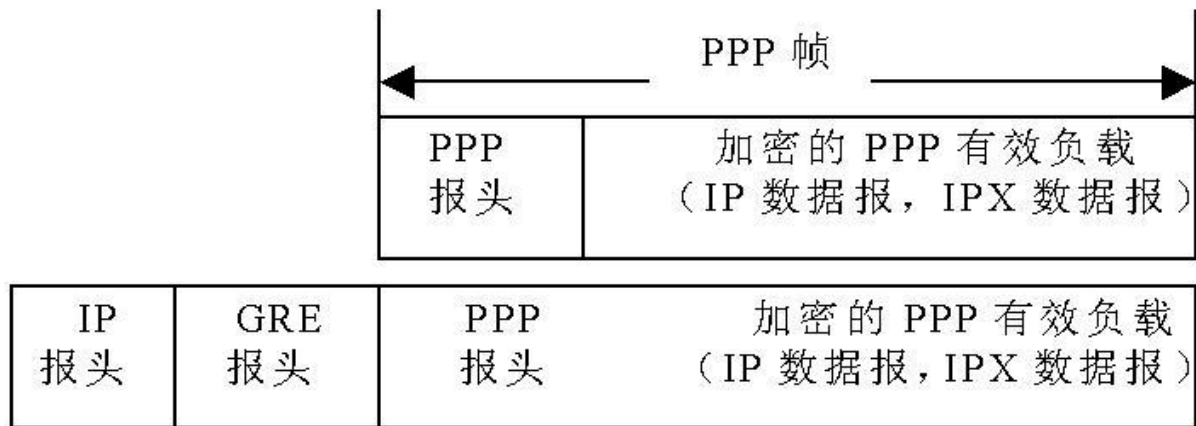 PPP 帧
PPP 报头
加密的 PPP 有效负载
(IP 数据报，IPX 数据报)
IP 报头
GRE 报头
PPP 报头
加密的 PPP 有效负载
(IP 数据报，IPX 数据报)